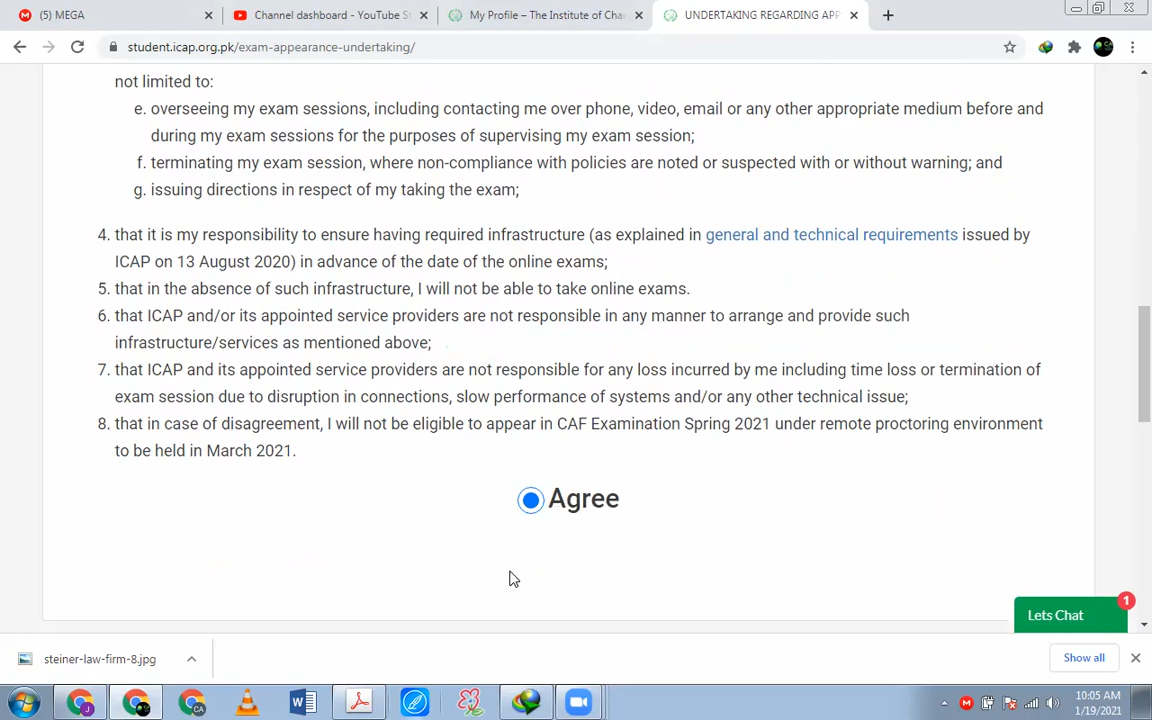 (5) MEGA
Channel dashboard - YouTube St
My Profile – The Institute of Char
UNDERTAKING REGARDING APP
student.icap.org.pk/exam-appearance-undertaking/
not limited to:
e. overseeing my exam sessions, including contacting me over phone, video, email or any other appropriate medium before and
during my exam sessions for the purposes of supervising my exam session;
f. terminating my exam session, where non-compliance with policies are noted or suspected with or without warning; and
g. issuing directions in respect of my taking the exam;
4. that it is my responsibility to ensure having required infrastructure (as explained in general and technical requirements issued by
ICAP on 13 August 2020) in advance of the date of the online exams;
5. that in the absence of such infrastructure, I will not be able to take online exams.
6. that ICAP and/or its appointed service providers are not responsible in any manner to arrange and provide such
infrastructure/services as mentioned above;
7. that ICAP and its appointed service providers are not responsible for any loss incurred by me including time loss or termination of
exam session due to disruption in connections, slow performance of systems and/or any other technical issue;
8. that in case of disagreement, I will not be eligible to appear in CAF Examination Spring 2021 under remote proctoring environment
to be held in March 2021.
Agree
Lets Chat
1
steiner-law-firm-8.jpg
Show all
10:05 AM
1/19/2021